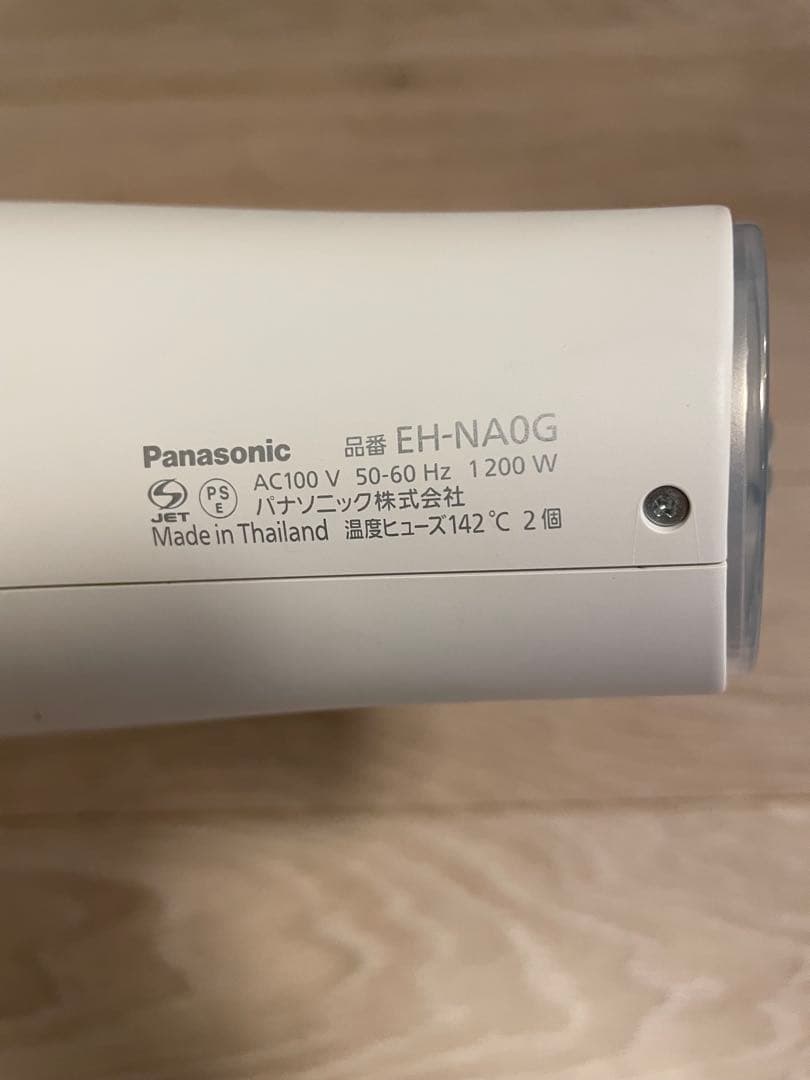 Panasonic 品番 EH-NA0G
AC100 V 50-60 Hz 1200 W
JET PS E パナソニック株式会社
Made in Thailand 温度ヒューズ142℃ 2個